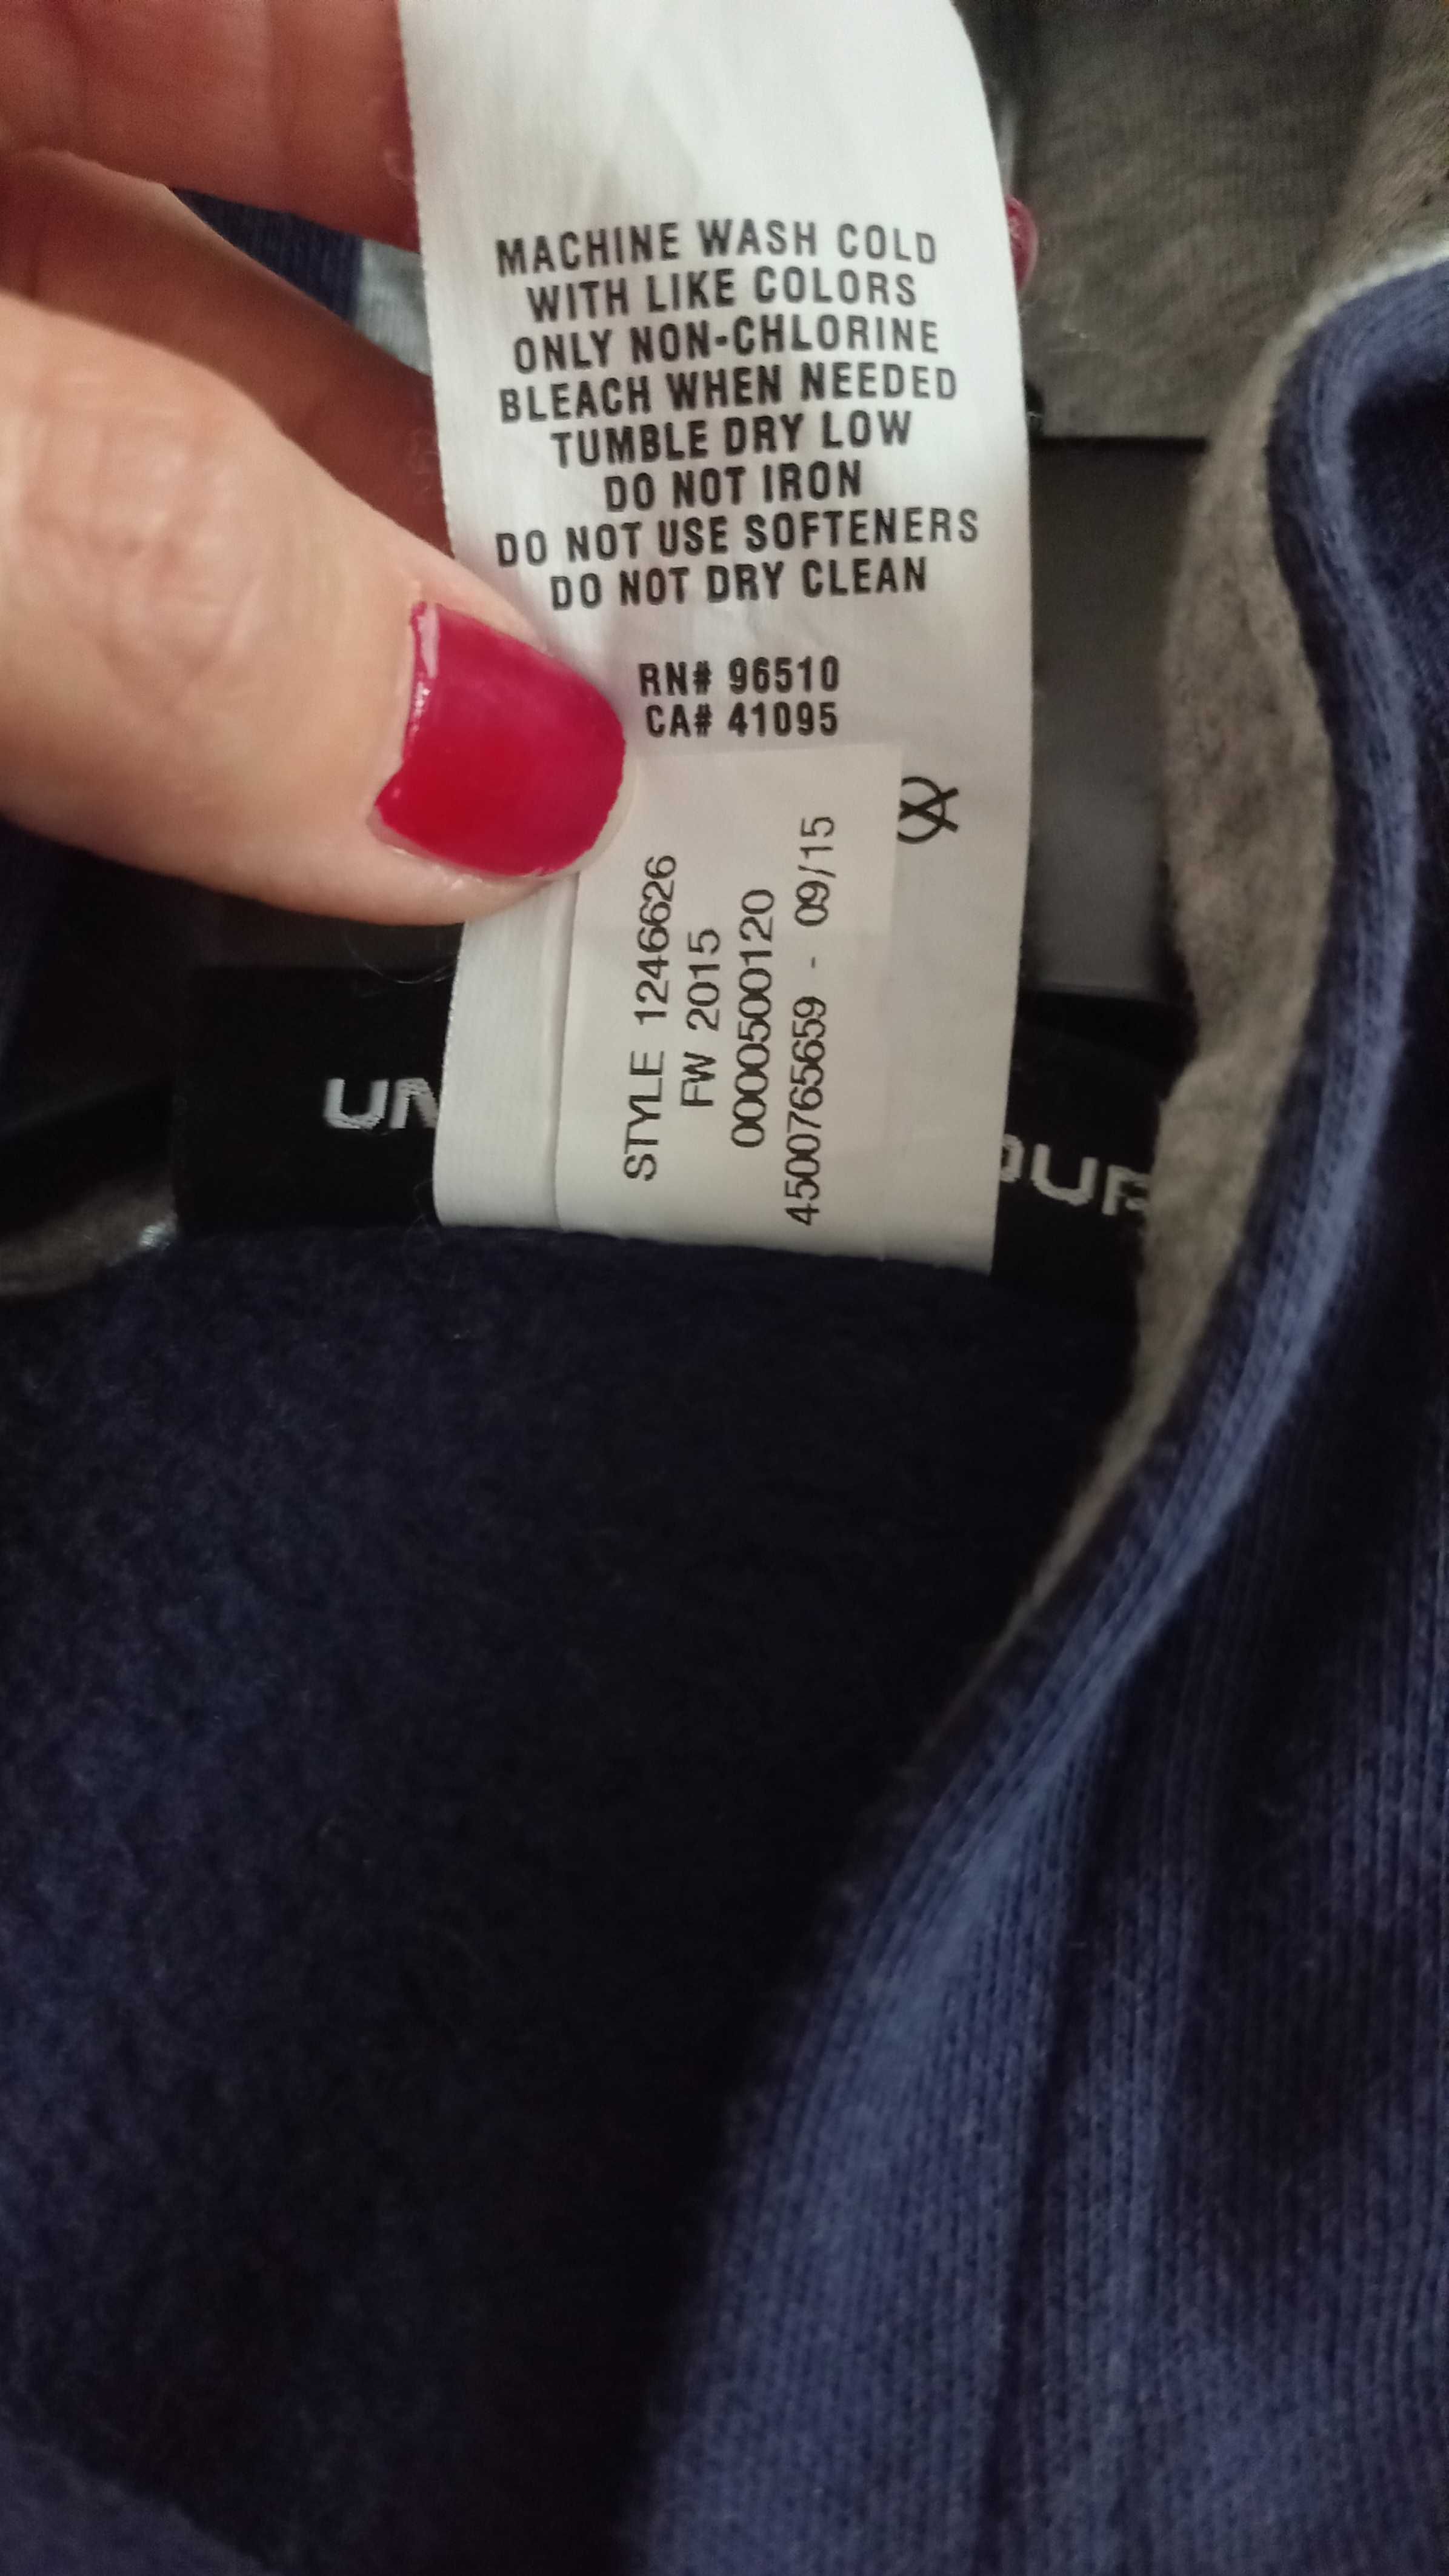 MACHINE WASH COLD
WITH LIKE COLORS
ONLY NON-CHLORINE
BLEACH WHEN NEEDED
TUMBLE DRY LOW
DO NOT IRON
DO NOT USE SOFTENERS
DO NOT DRY CLEAN
RN# 96510
CA# 41095
STYLE 1246626
FW 2015
0000500120
4500765659 - 09/15
UN
OUR